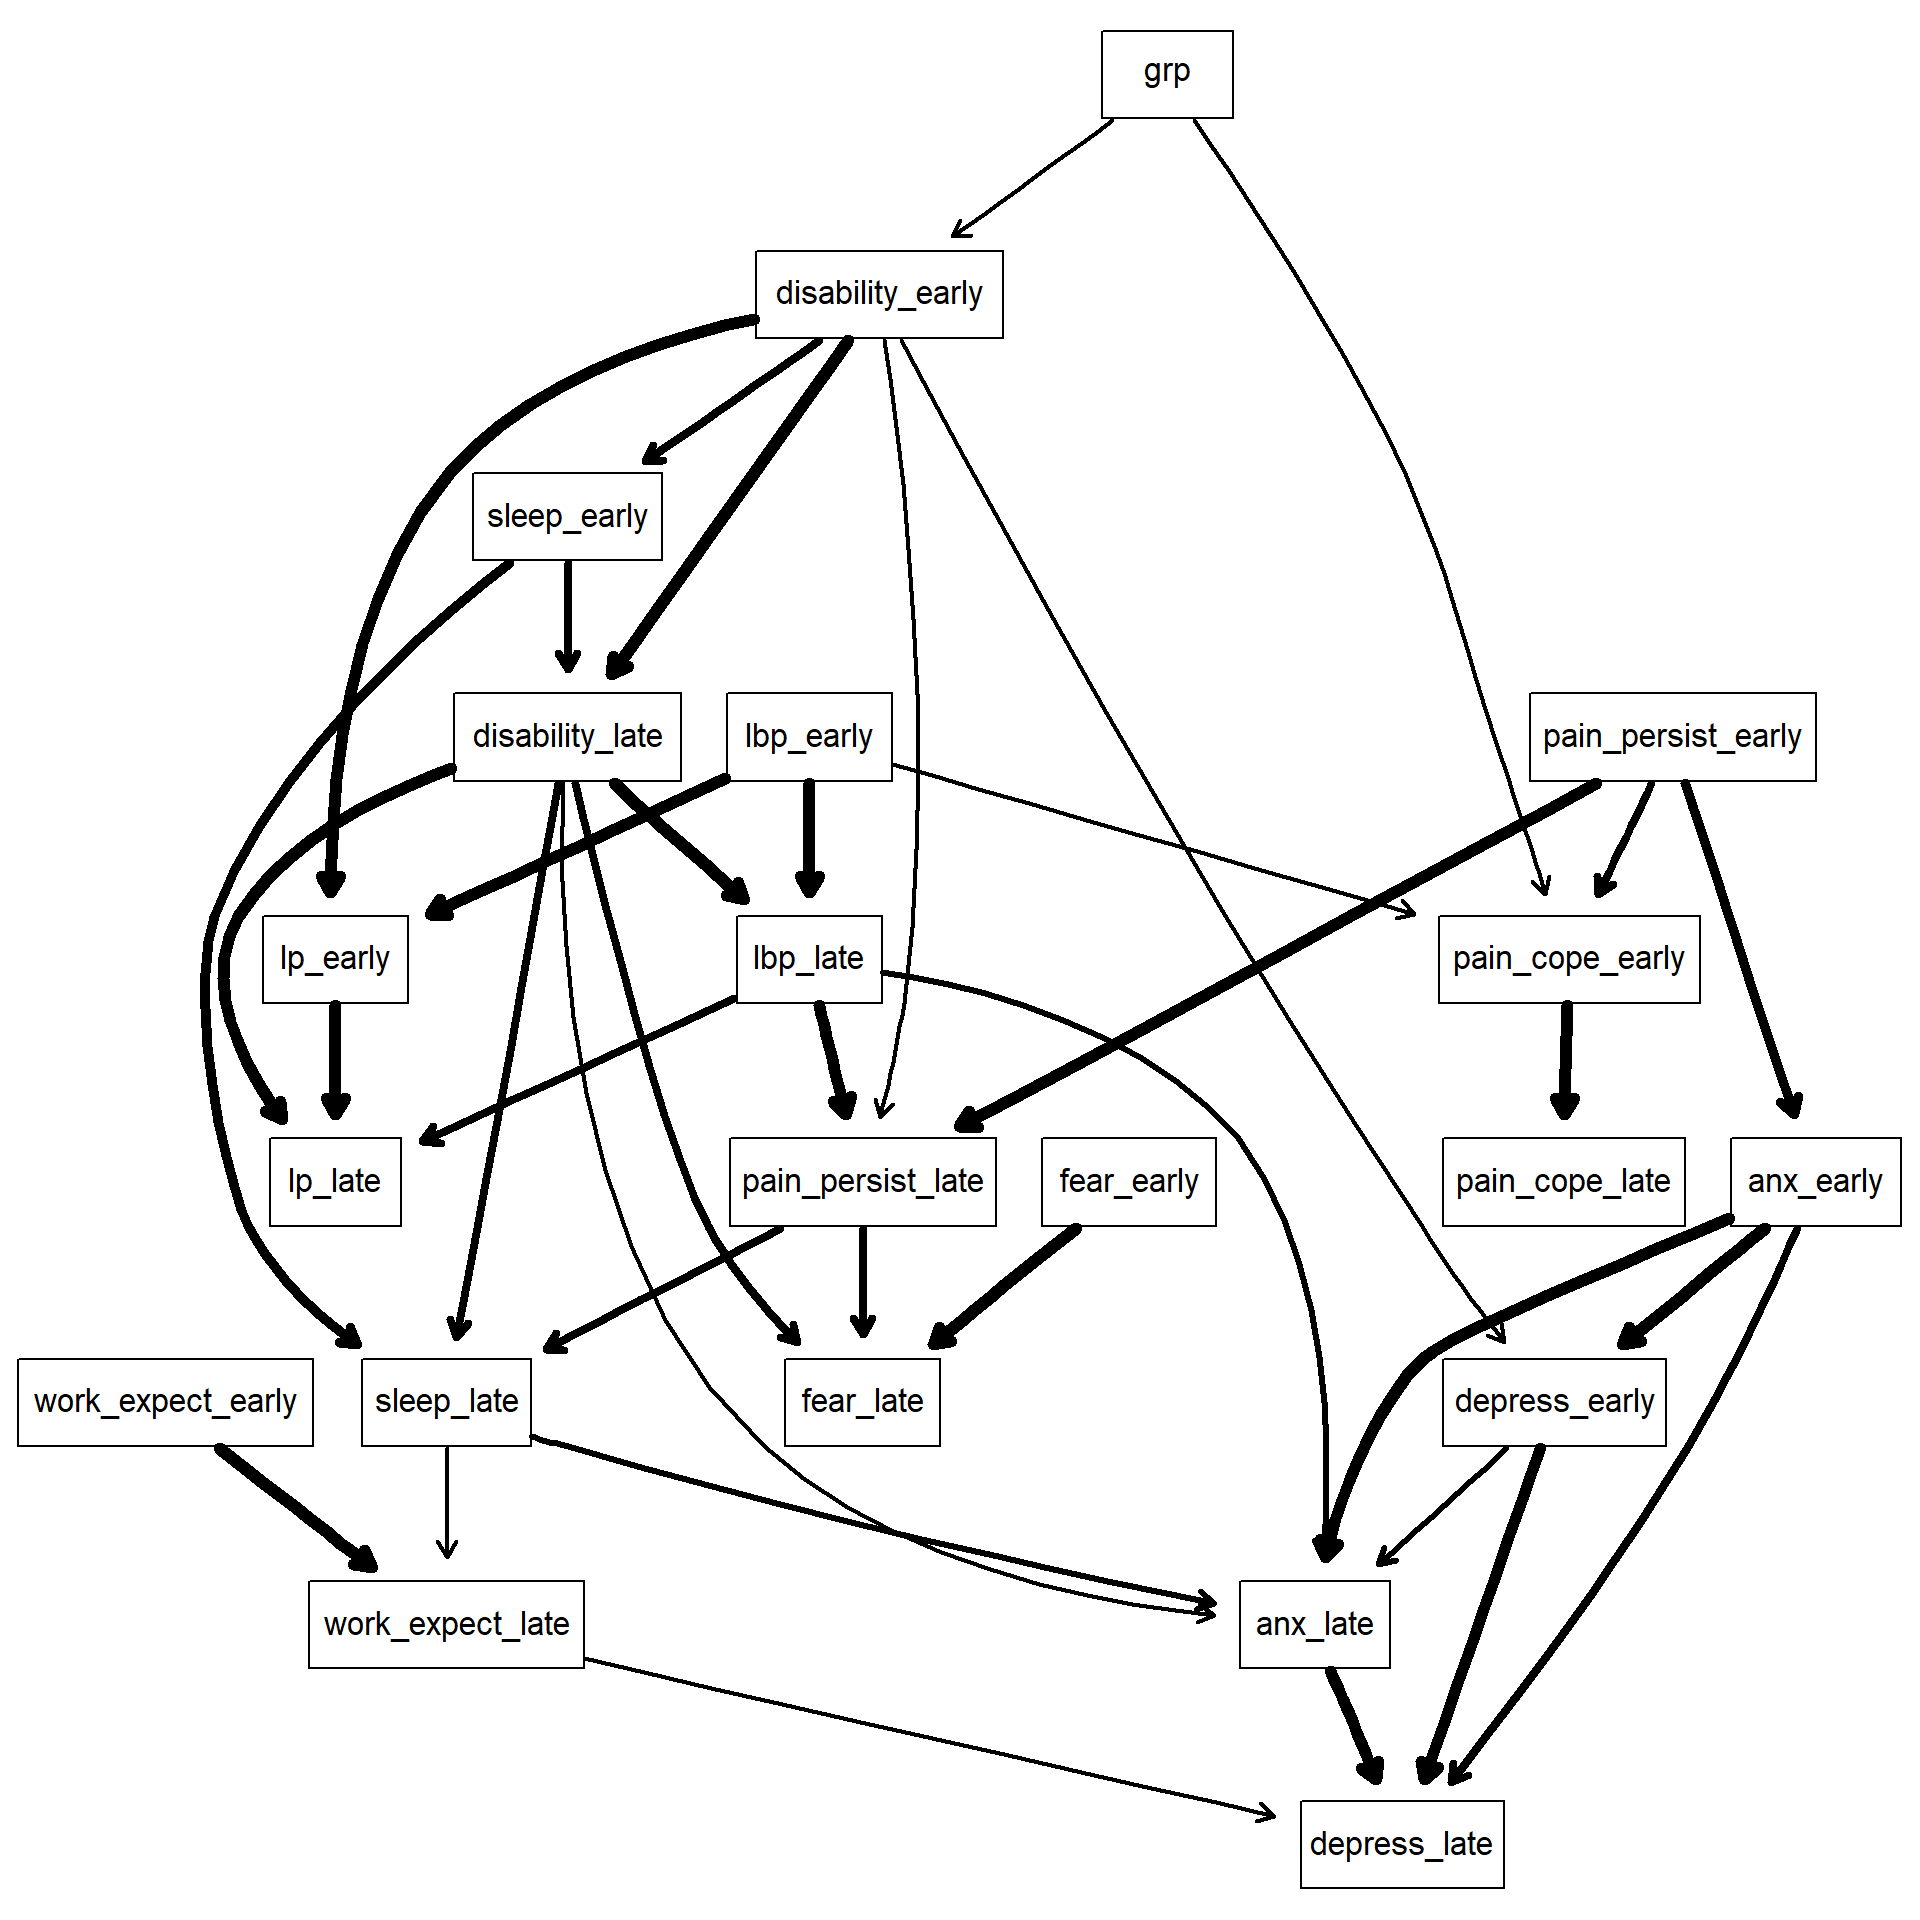 grp
disability_early
sleep_early
disability_late
lbp_early
pain_persist_early
lp_early
lbp_late
pain_cope_early
lp_late
pain_persist_late
fear_early
pain_cope_late
anx_early
work_expect_early
sleep_late
fear_late
depress_early
work_expect_late
anx_late
depress_late